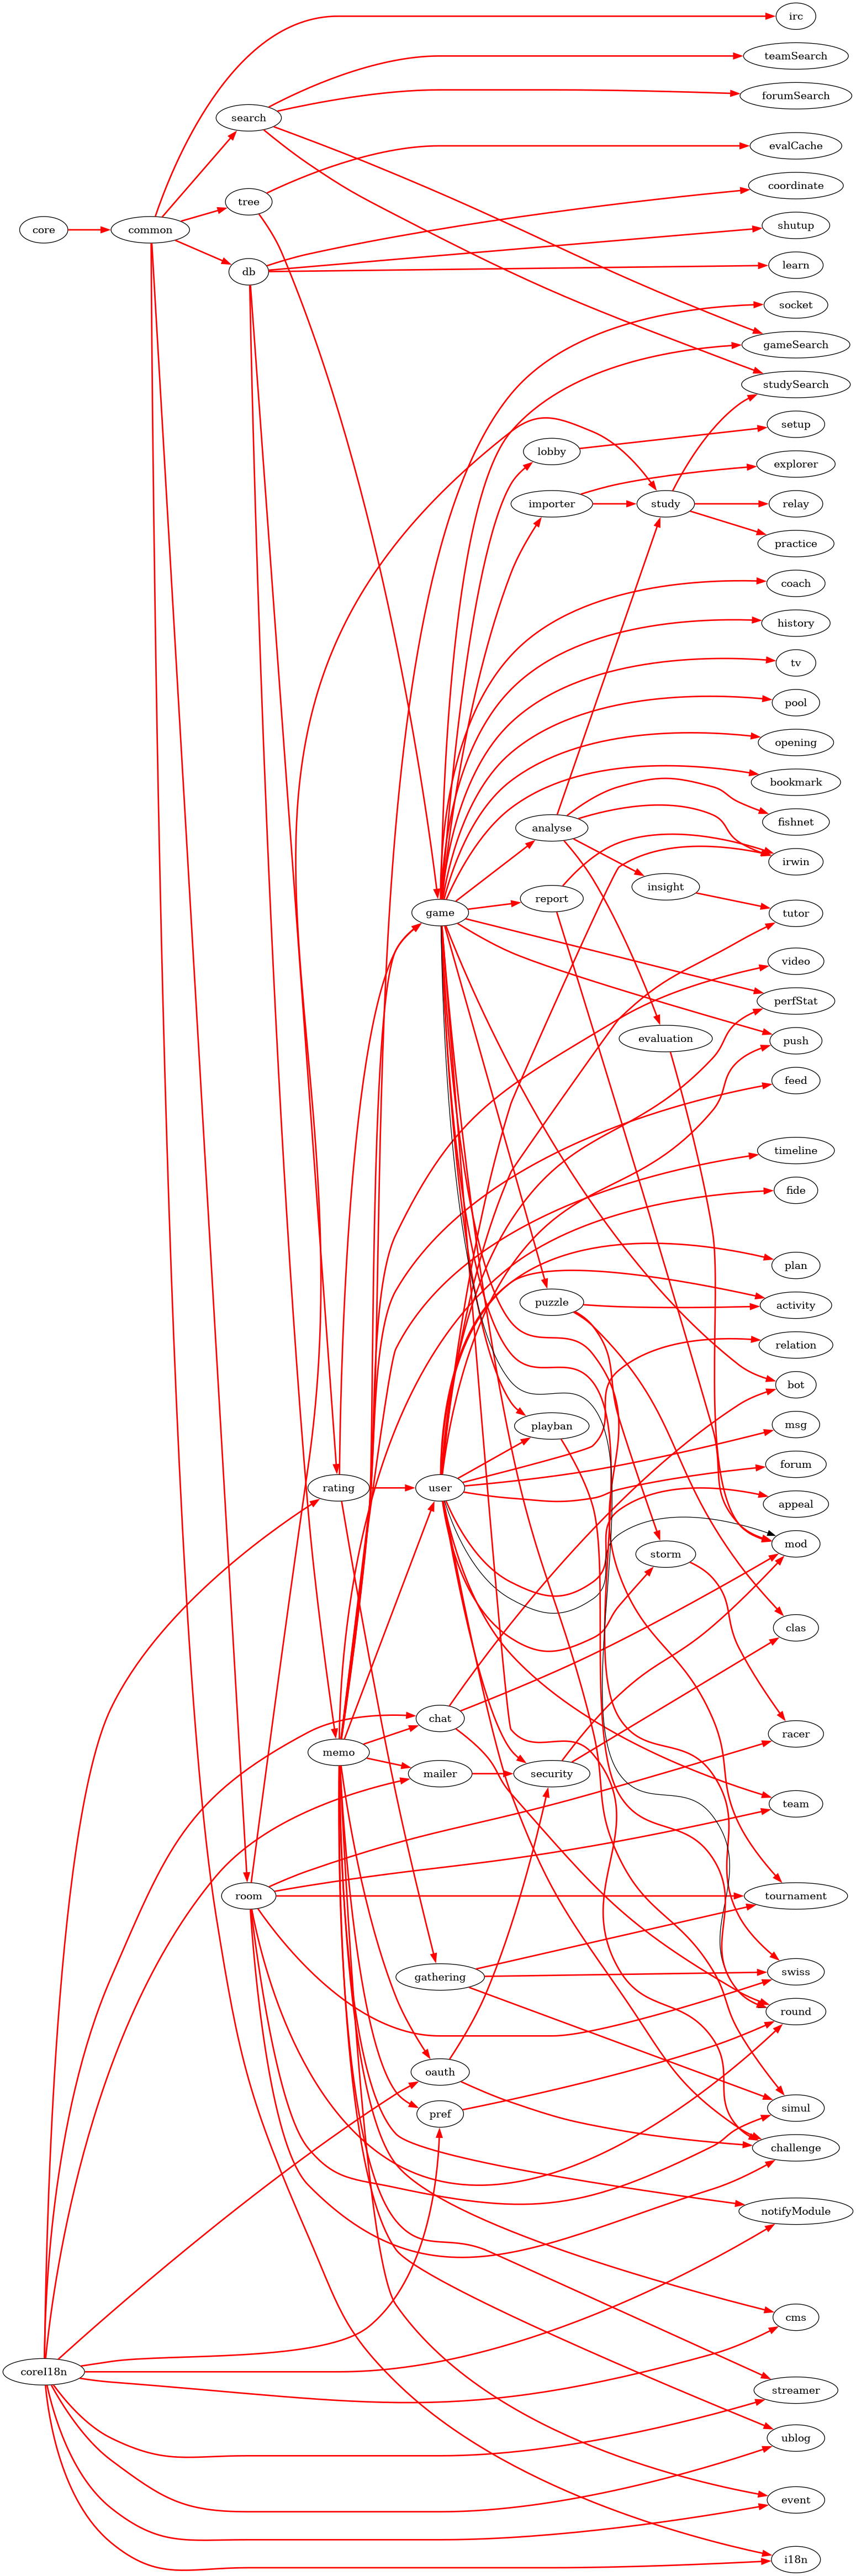 irc
teamSearch
forumSearch
search
evalCache
coordinate
tree
shutup
core
common
learn
db
socket
gameSearch
studySearch
setup
lobby
explorer
importer
study
relay
practice
coach
history
tv
pool
opening
bookmark
fishnet
analyse
irwin
insight
report
tutor
game
video
perfStat
evaluation
push
feed
timeline
fide
plan
puzzle
activity
relation
bot
playban
msg
forum
rating
user
appeal
mod
storm
clas
chat
racer
memo
mailer
security
team
room
tournament
swiss
gathering
round
oauth
simul
pref
challenge
notifyModule
cms
coreI18n
streamer
ublog
event
i18n